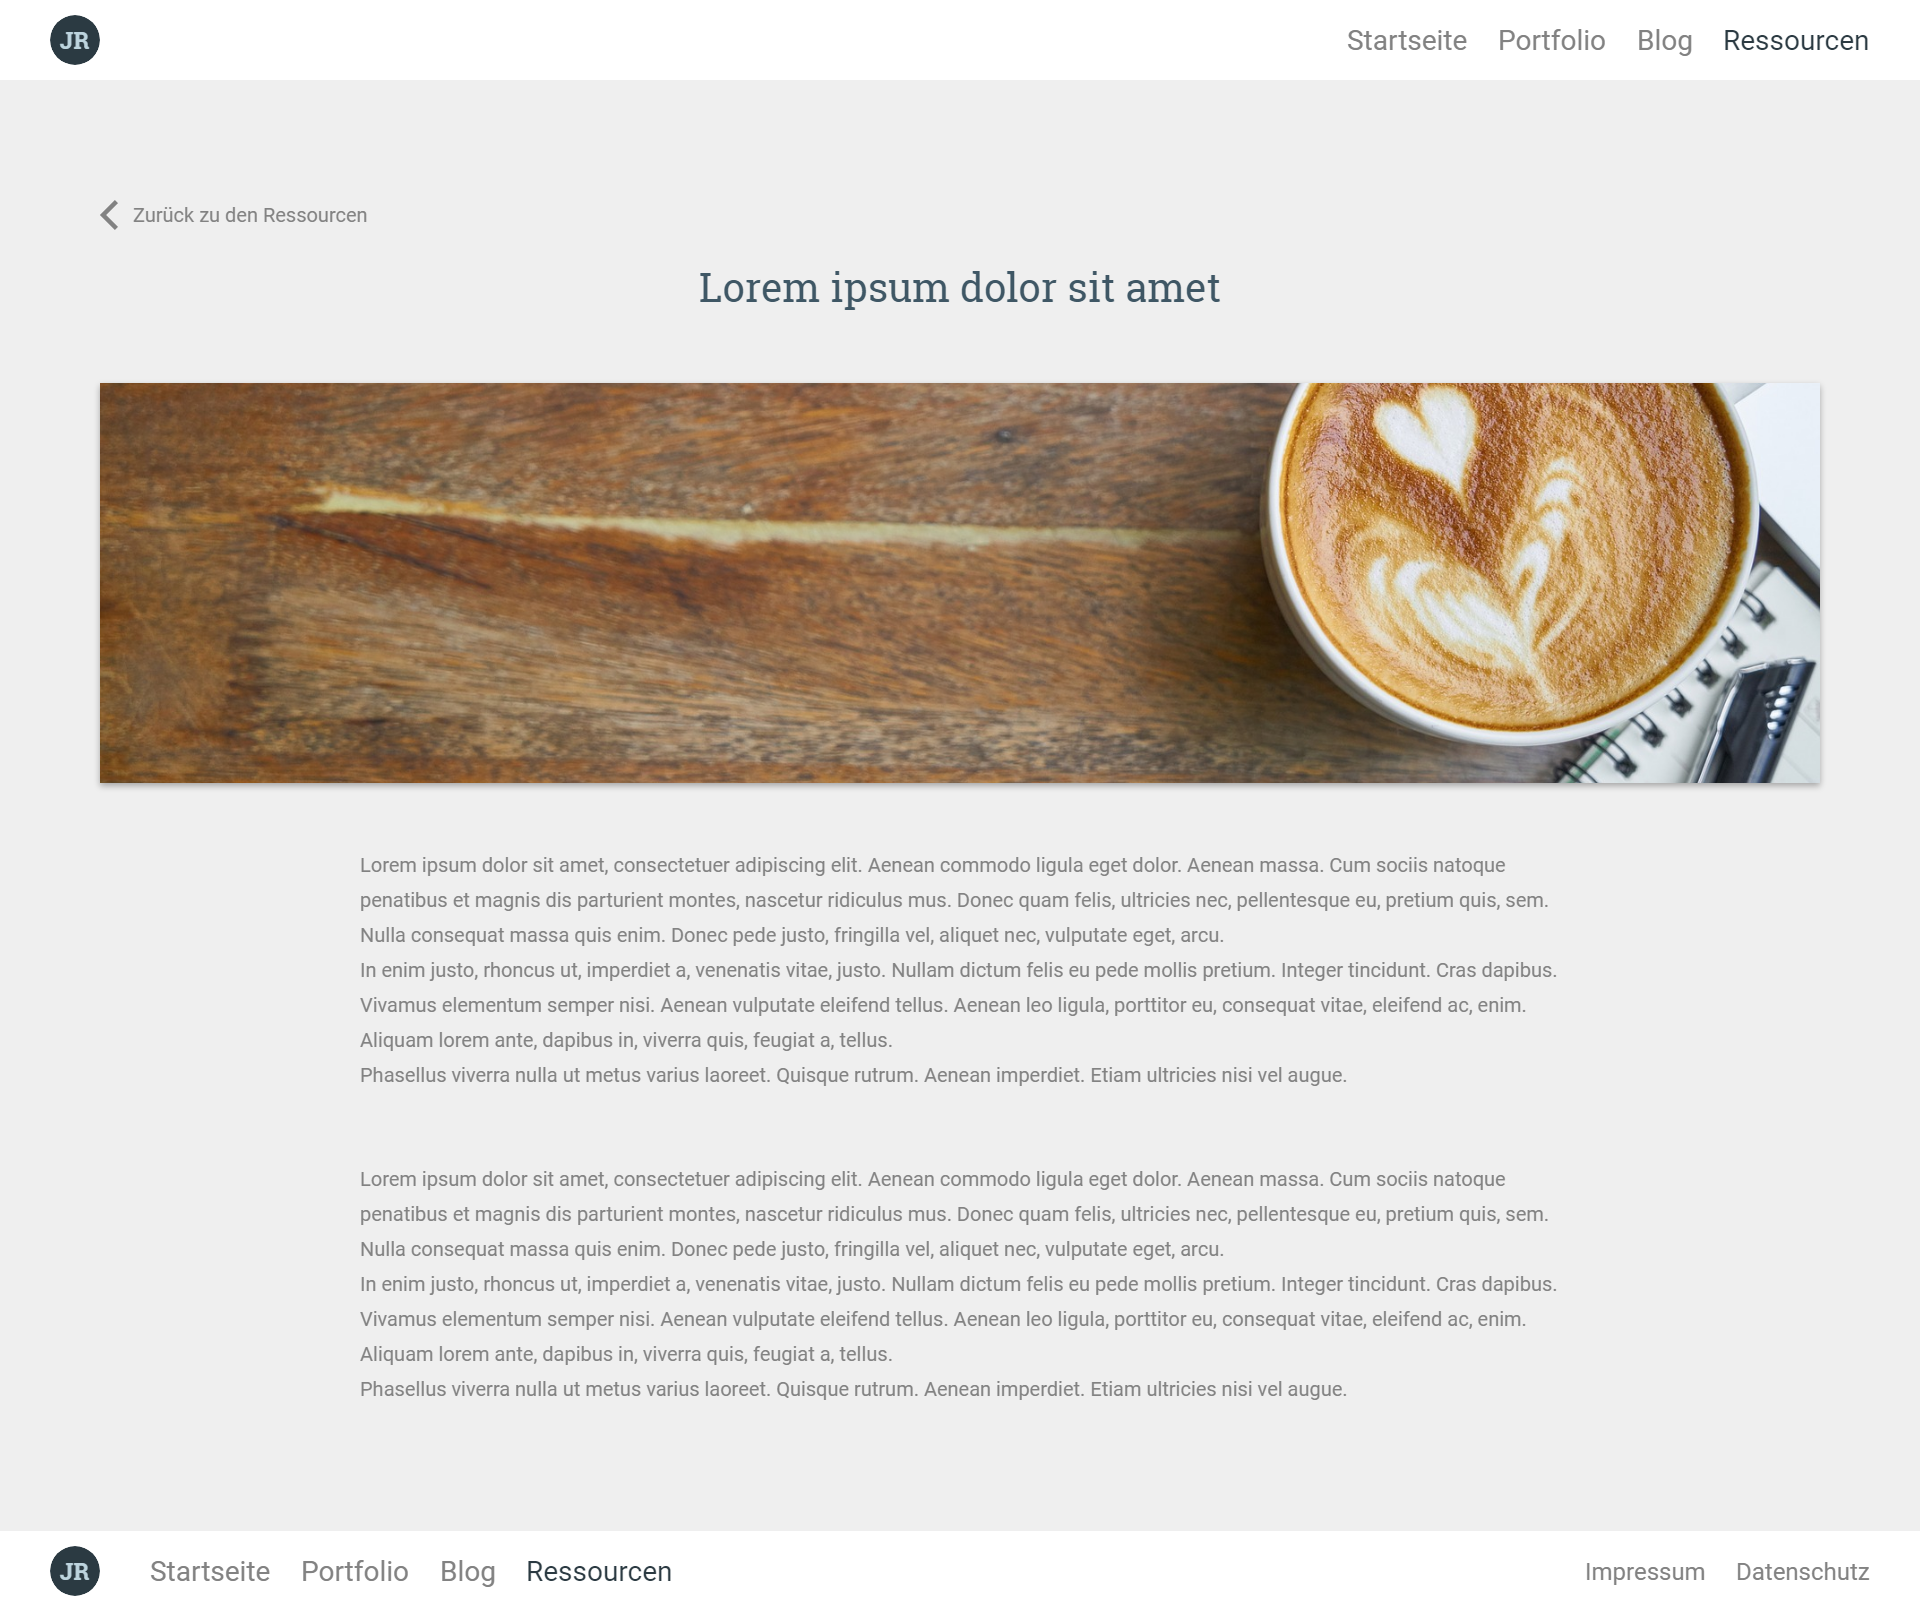 JR
Startseite Portfolio Blog Ressourcen
Zurück zu den Ressourcen
Lorem ipsum dolor sit amet
Lorem ipsum dolor sit amet, consectetuer adipiscing elit. Aenean commodo ligula eget dolor. Aenean massa. Cum sociis natoque
penatibus et magnis dis parturient montes, nascetur ridiculus mus. Donec quam felis, ultricies nec, pellentesque eu, pretium quis, sem.
Nulla consequat massa quis enim. Donec pede justo, fringilla vel, aliquet nec, vulputate eget, arcu.
In enim justo, rhoncus ut, imperdiet a, venenatis vitae, justo. Nullam dictum felis eu pede mollis pretium. Integer tincidunt. Cras dapibus.
Vivamus elementum semper nisi. Aenean vulputate eleifend tellus. Aenean leo ligula, porttitor eu, consequat vitae, eleifend ac, enim.
Aliquam lorem ante, dapibus in, viverra quis, feugiat a, tellus.
Phasellus viverra nulla ut metus varius laoreet. Quisque rutrum. Aenean imperdiet. Etiam ultricies nisi vel augue.
Lorem ipsum dolor sit amet, consectetuer adipiscing elit. Aenean commodo ligula eget dolor. Aenean massa. Cum sociis natoque
penatibus et magnis dis parturient montes, nascetur ridiculus mus. Donec quam felis, ultricies nec, pellentesque eu, pretium quis, sem.
Nulla consequat massa quis enim. Donec pede justo, fringilla vel, aliquet nec, vulputate eget, arcu.
In enim justo, rhoncus ut, imperdiet a, venenatis vitae, justo. Nullam dictum felis eu pede mollis pretium. Integer tincidunt. Cras dapibus.
Vivamus elementum semper nisi. Aenean vulputate eleifend tellus. Aenean leo ligula, porttitor eu, consequat vitae, eleifend ac, enim.
Aliquam lorem ante, dapibus in, viverra quis, feugiat a, tellus.
Phasellus viverra nulla ut metus varius laoreet. Quisque rutrum. Aenean imperdiet. Etiam ultricies nisi vel augue.
JR
Startseite Portfolio Blog Ressourcen
Impressum Datenschutz